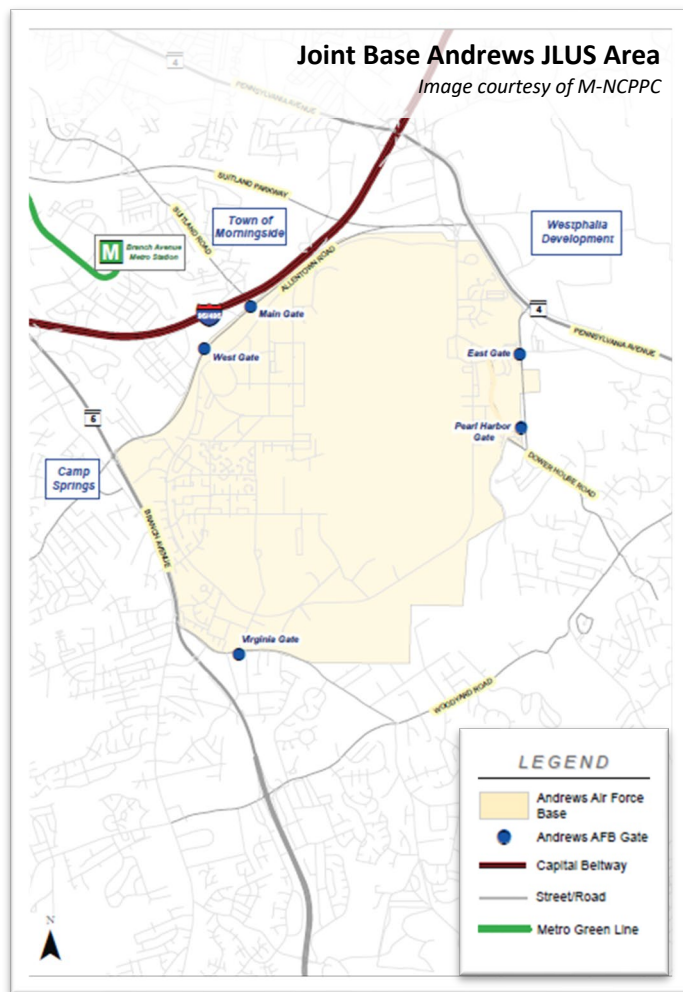 Joint Base Andrews JLUS Area
Image courtesy of M-NCPPC
4
PENNSYLVANIA AVENUE
SUITLAND PARKWAY
SUITLAND ROAD
Town of
Morningside
Westphalia
Development
M
Branch Avenue
Metro Station
ALLENTOWN ROAD
95/495
Main Gate
4
PENNSYLVANIA AVENUE
West Gate
East Gate
6
Pearl Harbor
Gate
DOWER HOUSE ROAD
Camp
Springs
BRANCH AVENUE
Virginia Gate
WOODYARD ROAD
LEGEND
Andrews Air Force
Base
Andrews AFB Gate
Capital Beltway
Street/Road
Metro Green Line
N